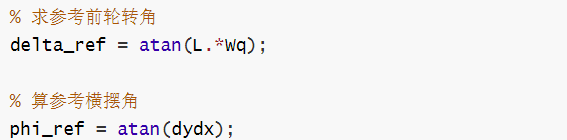 % 求参考前轮转角
delta_ref = atan(L.*Wq);
% 算参考横摆角
phi_ref = atan(dydx);